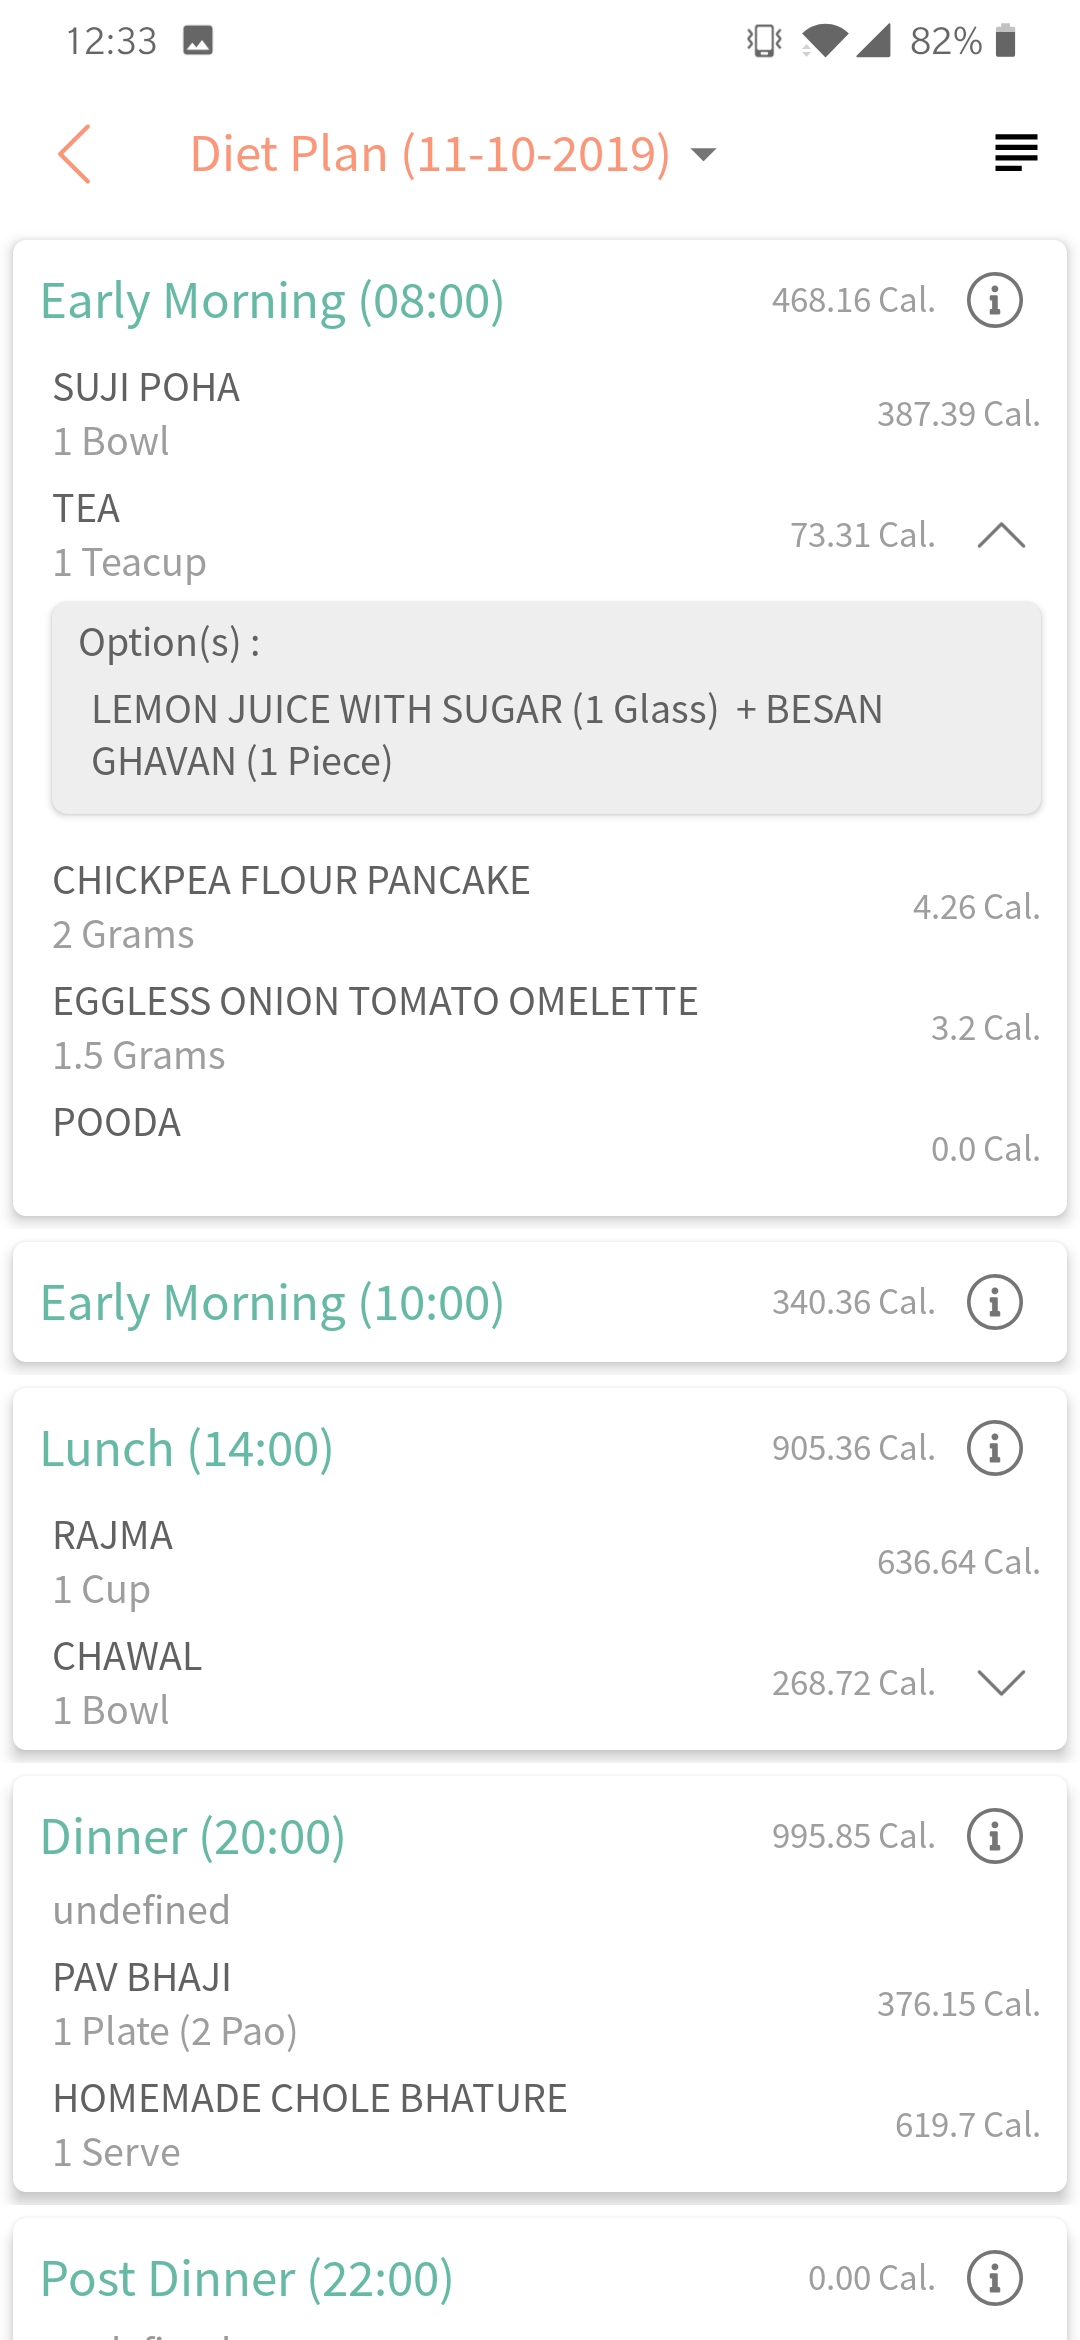 12:33
82%
Diet Plan (11-10-2019)
Early Morning (08:00)
468.16 Cal.
SUJI POHA
1 Bowl
387.39 Cal.
TEA
1 Teacup
73.31 Cal.
Option(s) :
LEMON JUICE WITH SUGAR (1 Glass) + BESAN
GHAVAN (1 Piece)
CHICKPEA FLOUR PANCAKE
2 Grams
4.26 Cal.
EGGLESS ONION TOMATO OMELETTE
1.5 Grams
3.2 Cal.
POODA
0.0 Cal.
Early Morning (10:00)
340.36 Cal.
Lunch (14:00)
905.36 Cal.
RAJMA
1 Cup
636.64 Cal.
CHAWAL
1 Bowl
268.72 Cal.
Dinner (20:00)
995.85 Cal.
undefined
PAV BHAJI
1 Plate (2 Pao)
376.15 Cal.
HOMEMADE CHOLE BHATURE
1 Serve
619.7 Cal.
Post Dinner (22:00)
0.00 Cal.